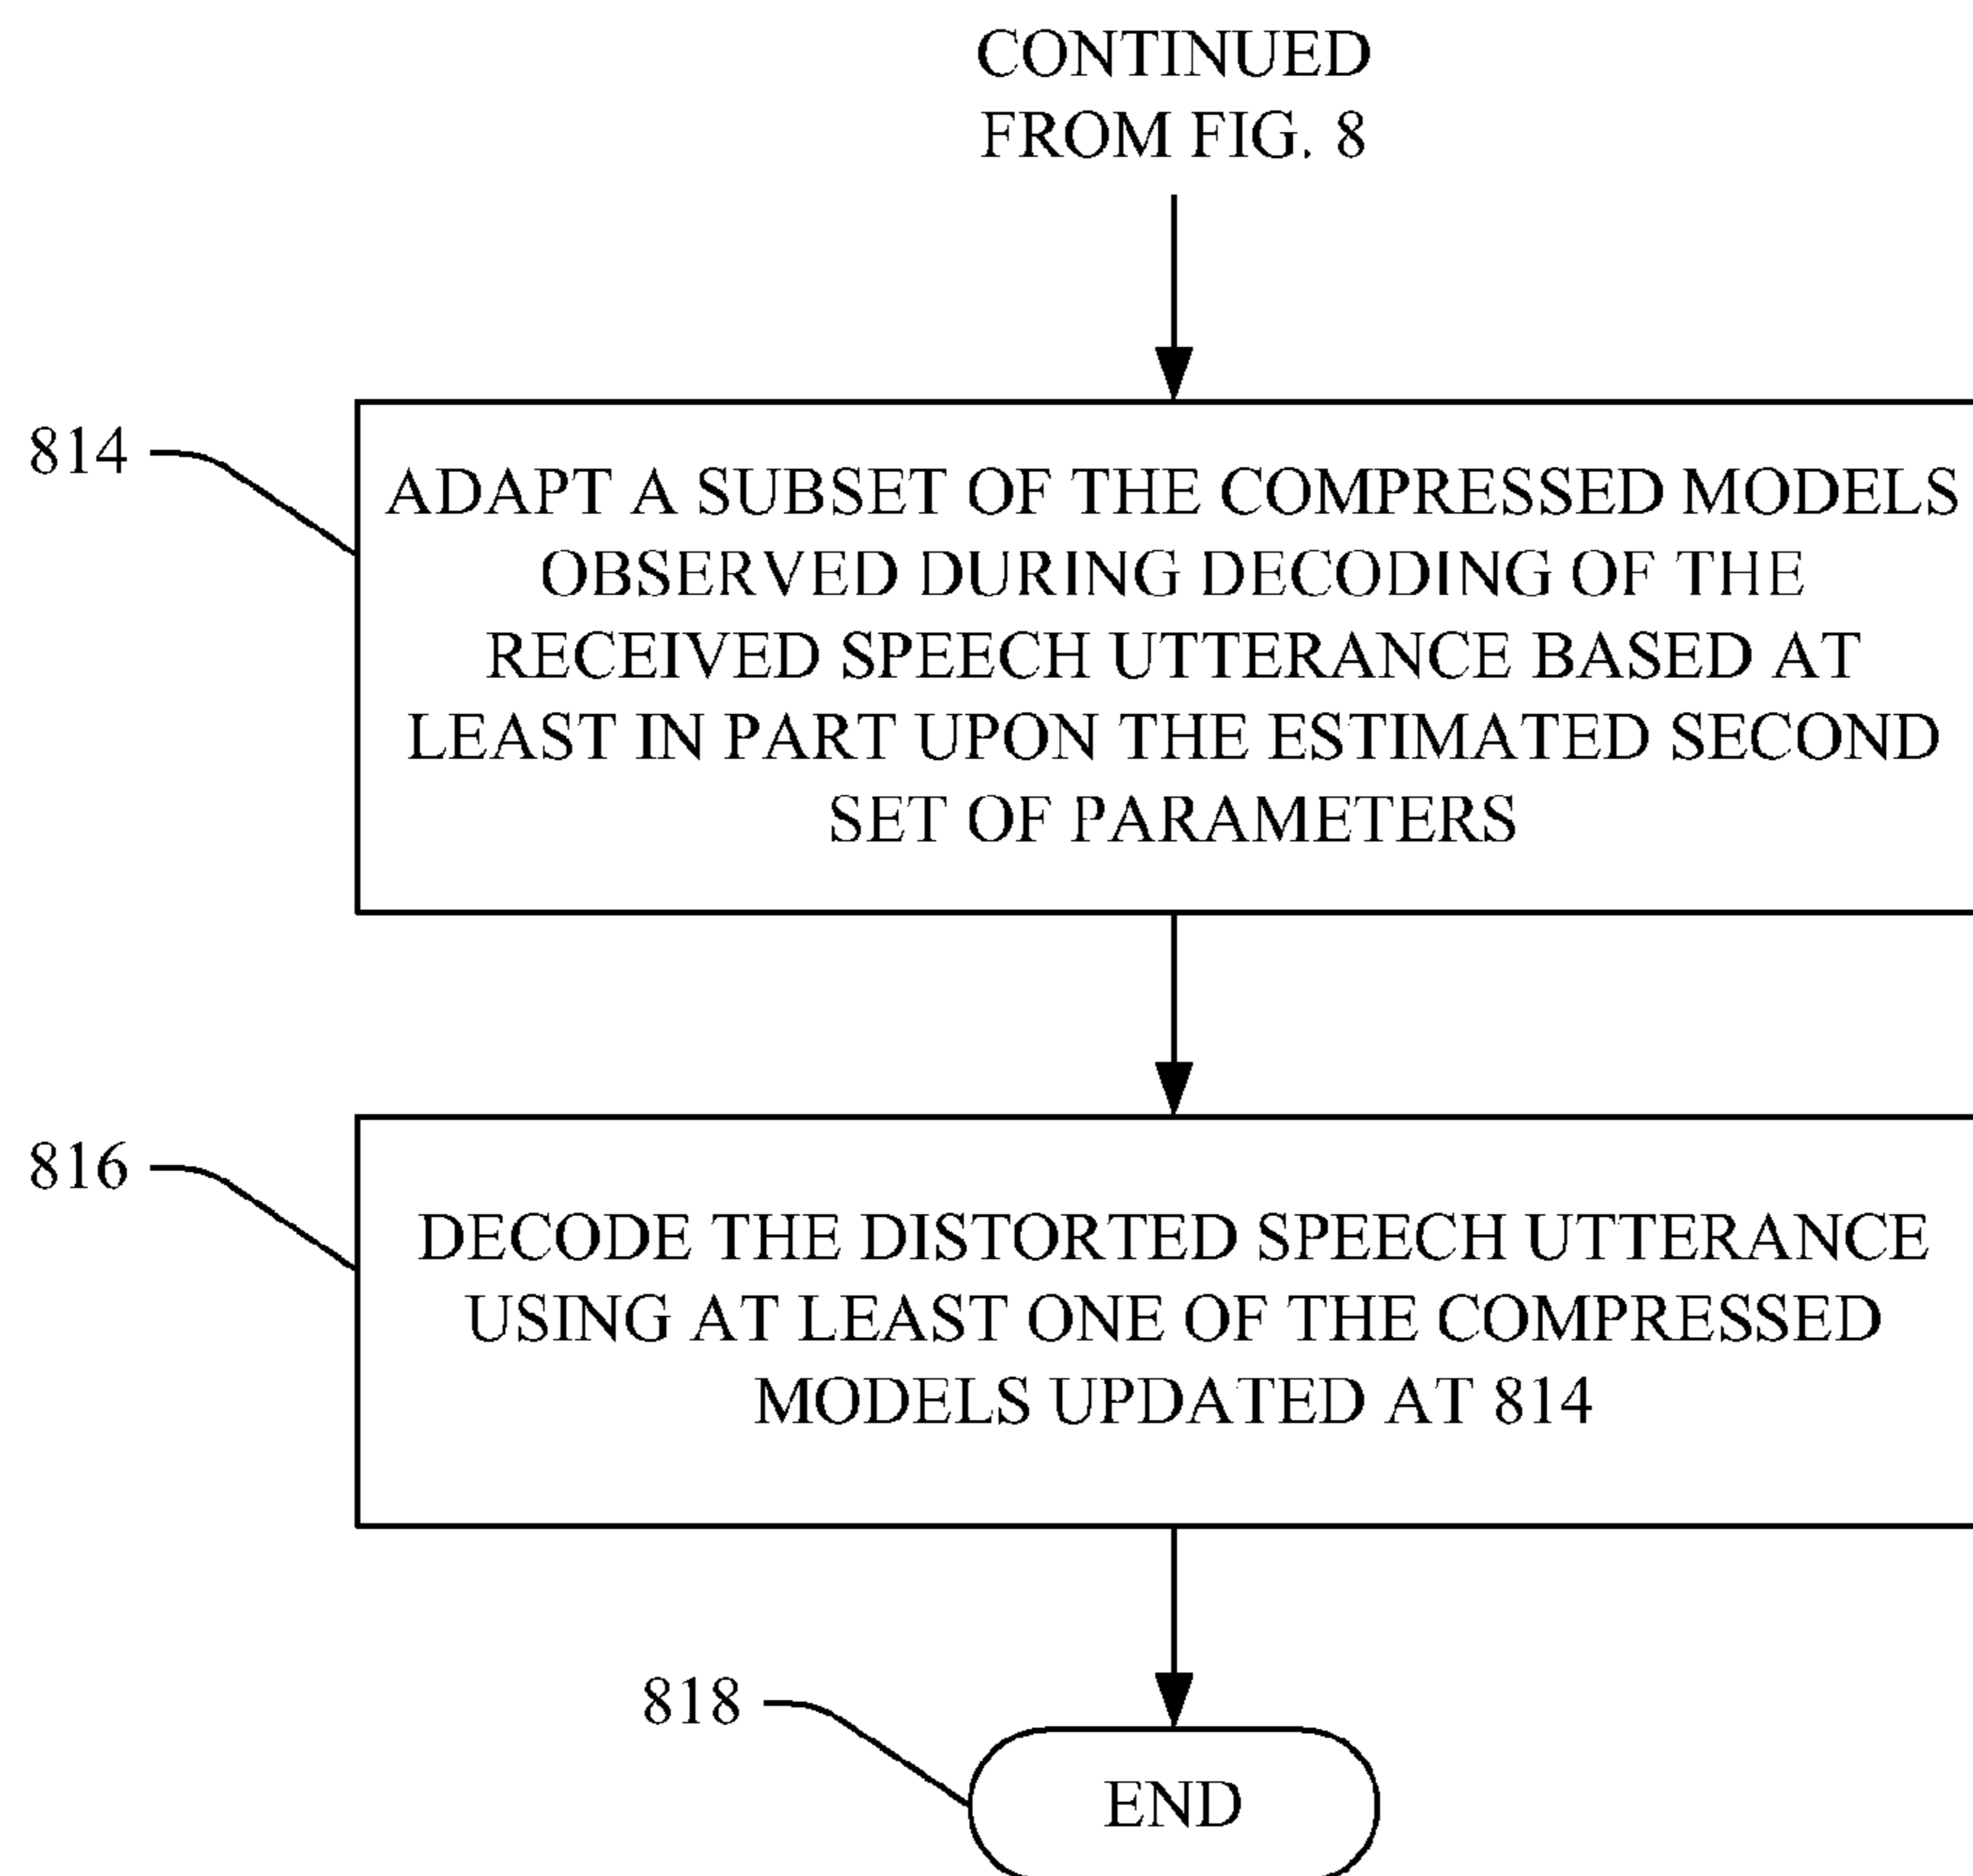 CONTINUED
FROM FIG. 8
814
ADAPT A SUBSET OF THE COMPRESSED MODELS
OBSERVED DURING DECODING OF THE
RECEIVED SPEECH UTTERANCE BASED AT
LEAST IN PART UPON THE ESTIMATED SECOND
SET OF PARAMETERS
816
DECODE THE DISTORTED SPEECH UTTERANCE
USING AT LEAST ONE OF THE COMPRESSED
MODELS UPDATED AT 814
818
END